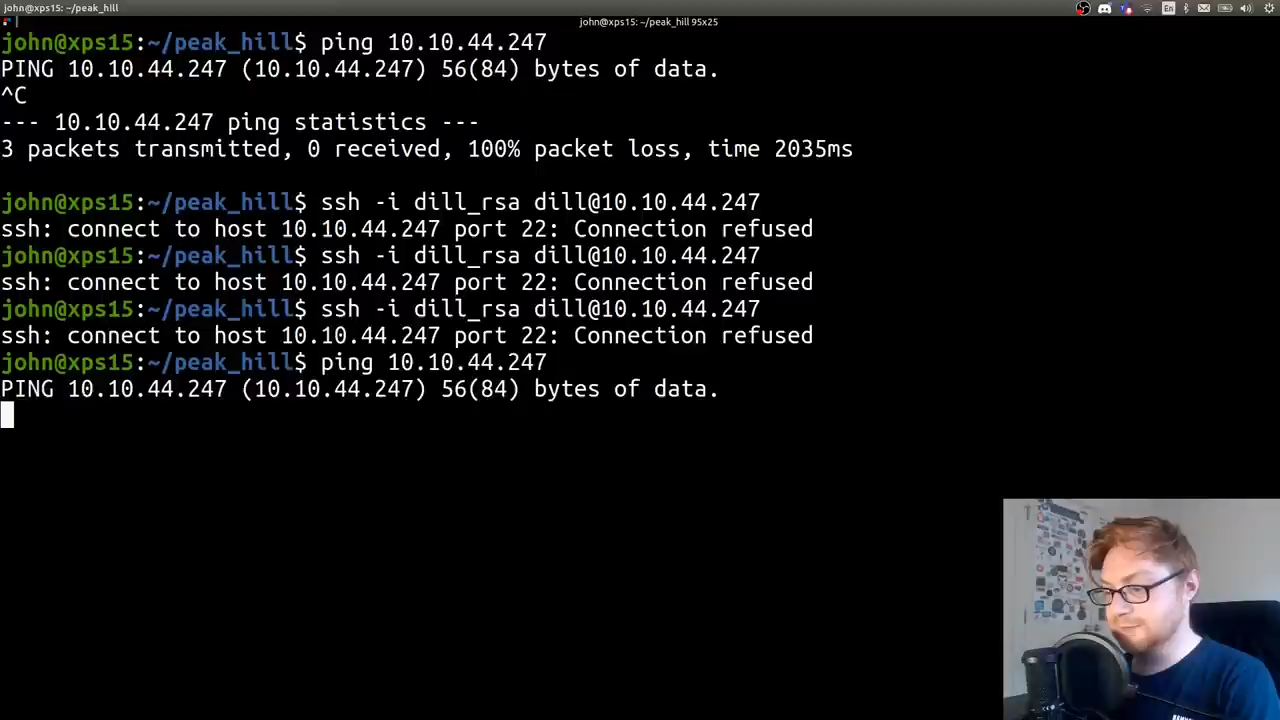 john@xps15: ~/peak_hill
En
john@xps15: ~/peak_hill 95x25
john@xps15:~/peak_hill$ ping 10.10.44.247
PING 10.10.44.247 (10.10.44.247) 56(84) bytes of data.
^C
--- 10.10.44.247 ping statistics ---
3 packets transmitted, 0 received, 100% packet loss, time 2035ms
john@xps15:~/peak_hill$ ssh -i dill_rsa dill@10.10.44.247
ssh: connect to host 10.10.44.247 port 22: Connection refused
john@xps15:~/peak_hill$ ssh -i dill_rsa dill@10.10.44.247
ssh: connect to host 10.10.44.247 port 22: Connection refused
john@xps15:~/peak_hill$ ssh -i dill_rsa dill@10.10.44.247
ssh: connect to host 10.10.44.247 port 22: Connection refused
john@xps15:~/peak_hill$ ping 10.10.44.247
PING 10.10.44.247 (10.10.44.247) 56(84) bytes of data.